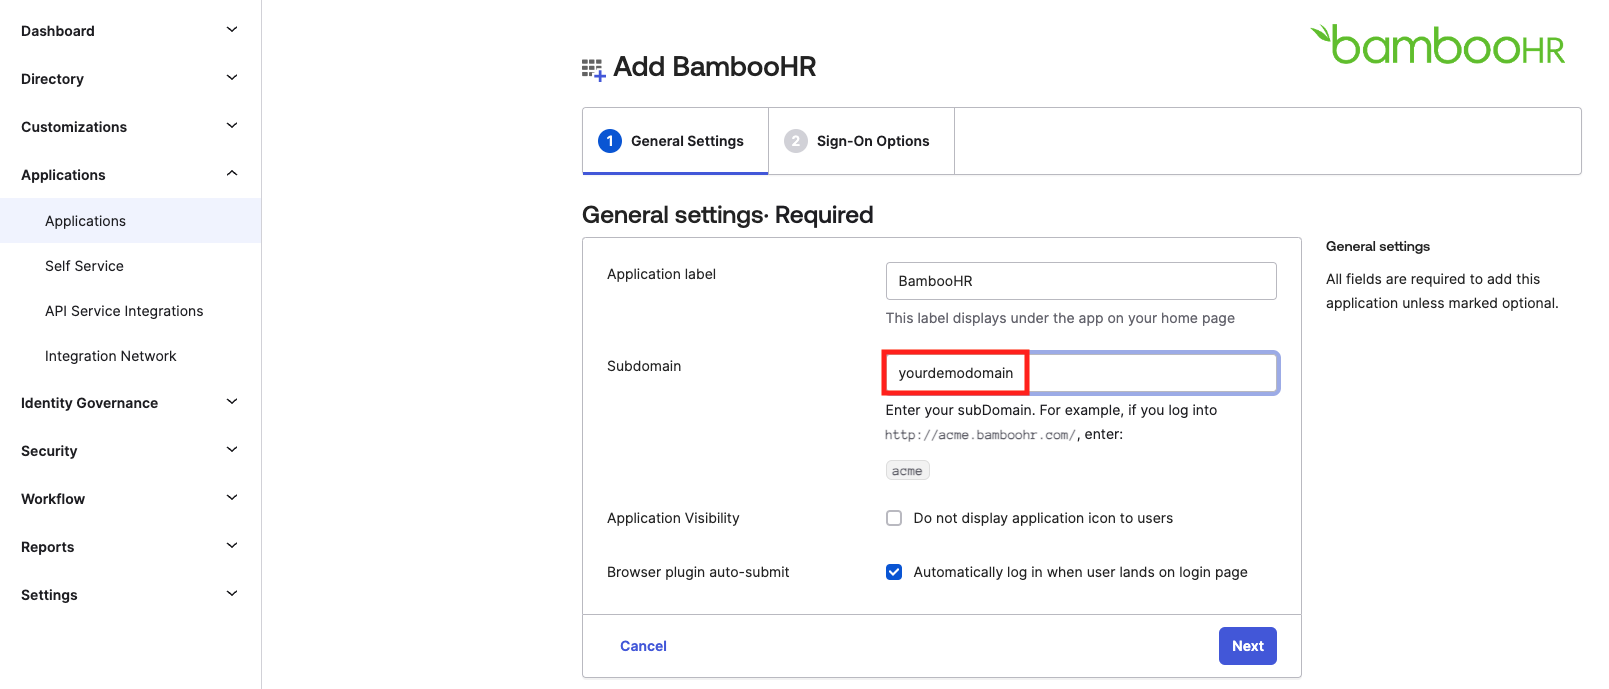 Dashboard
Directory
Customizations
Applications
Applications
Self Service
API Service Integrations
Integration Network
Identity Governance
Security
Workflow
Reports
Settings
bambooHR
Add BambooHR
1 General Settings
2 Sign-On Options
General settings· Required
Application label
BambooHR
This label displays under the app on your home page
Subdomain
yourdemodomain
Enter your subDomain. For example, if you log into
http://acme.bamboohr.com/, enter:
acme
Application Visibility
Do not display application icon to users
Browser plugin auto-submit
Automatically log in when user lands on login page
Cancel
Next
General settings
All fields are required to add this
application unless marked optional.